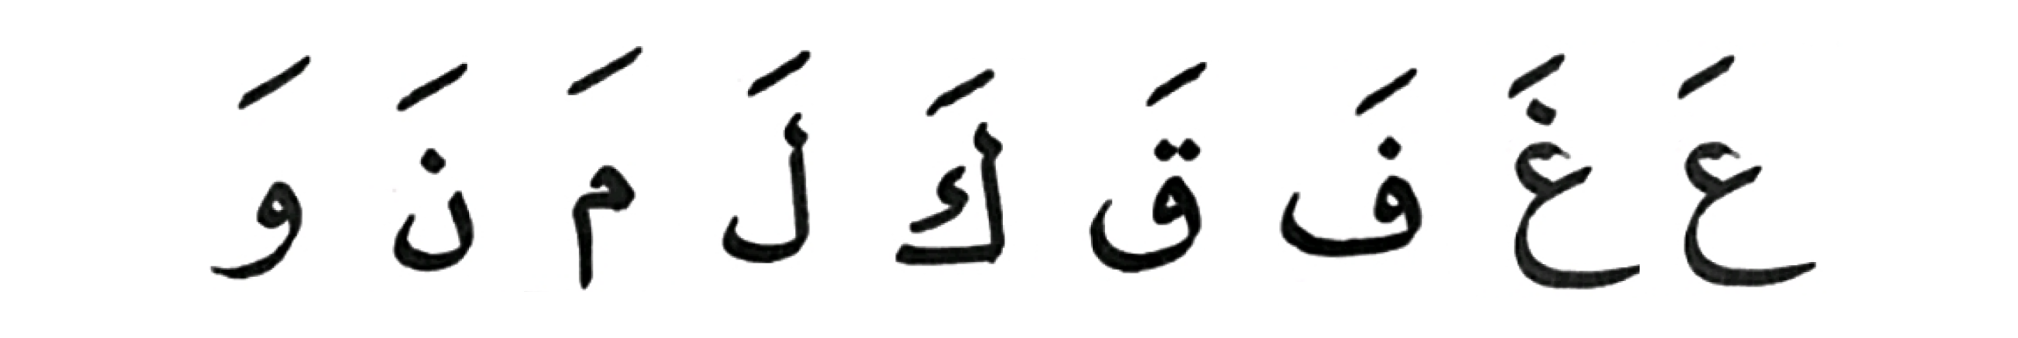 عَ غَ فَ قَ كَ لَ مَ نَ وَ